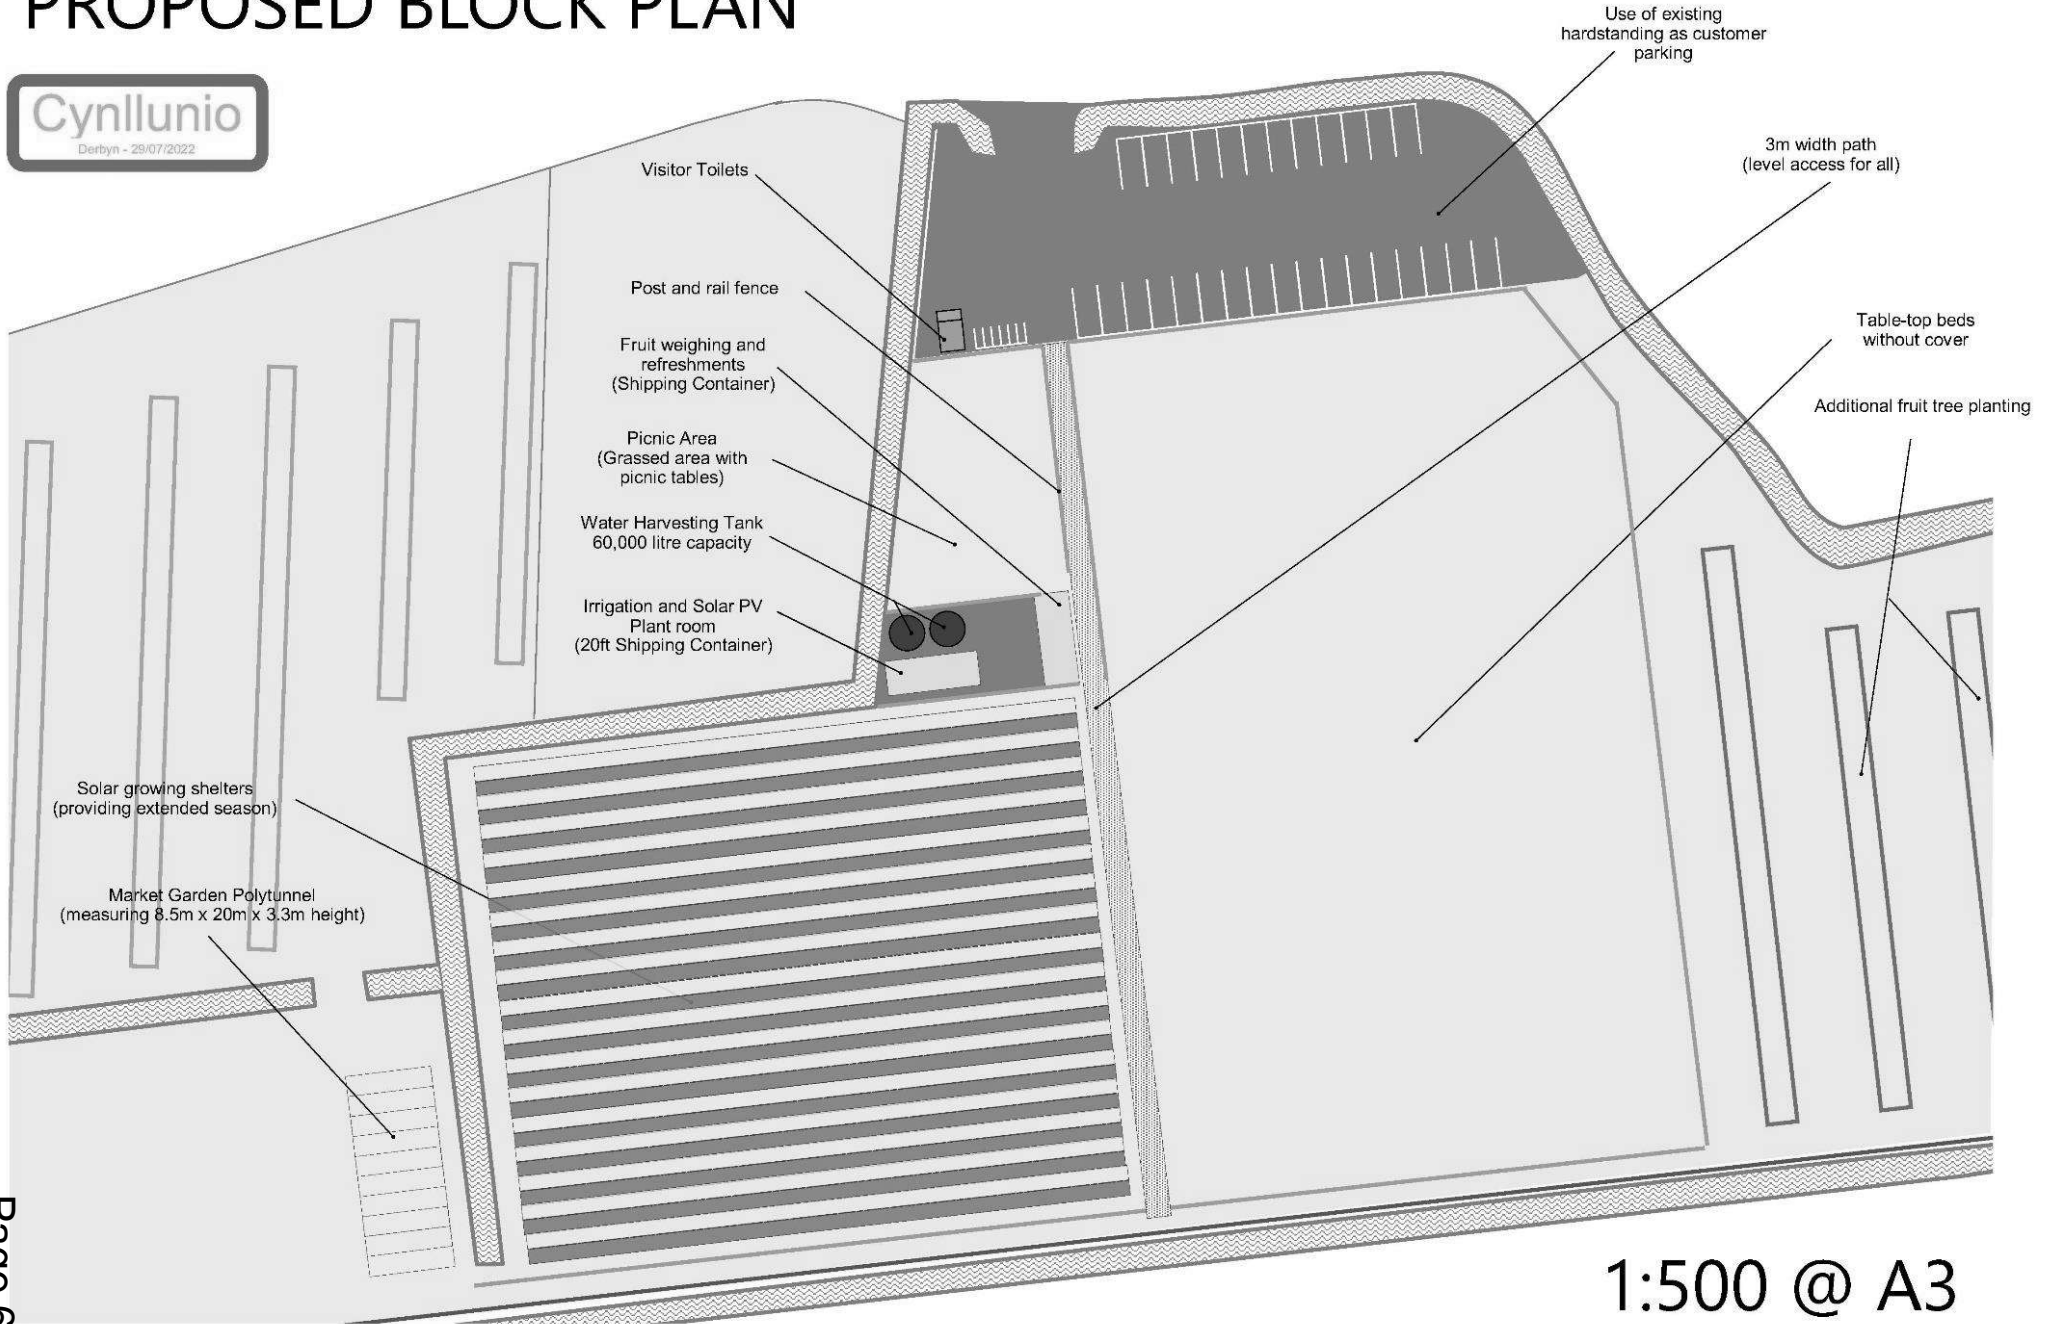 PROPOSED BLOCK PLAN
Cynllunio
Derbyn - 29/07/2022
Use of existing
hardstanding as customer
parking
3m width path
(level access for all)
Visitor Toilets
Post and rail fence
Fruit weighing and
refreshments
(Shipping Container)
Picnic Area
(Grassed area with
picnic tables)
Water Harvesting Tank
60,000 litre capacity
Irrigation and Solar PV
Plant room
(20ft Shipping Container)
Table-top beds
without cover
Additional fruit tree planting
Solar growing shelters
(providing extended season)
Market Garden Polytunnel
(measuring 8.5m x 20m x 3.3m height)
1:500 @ A3